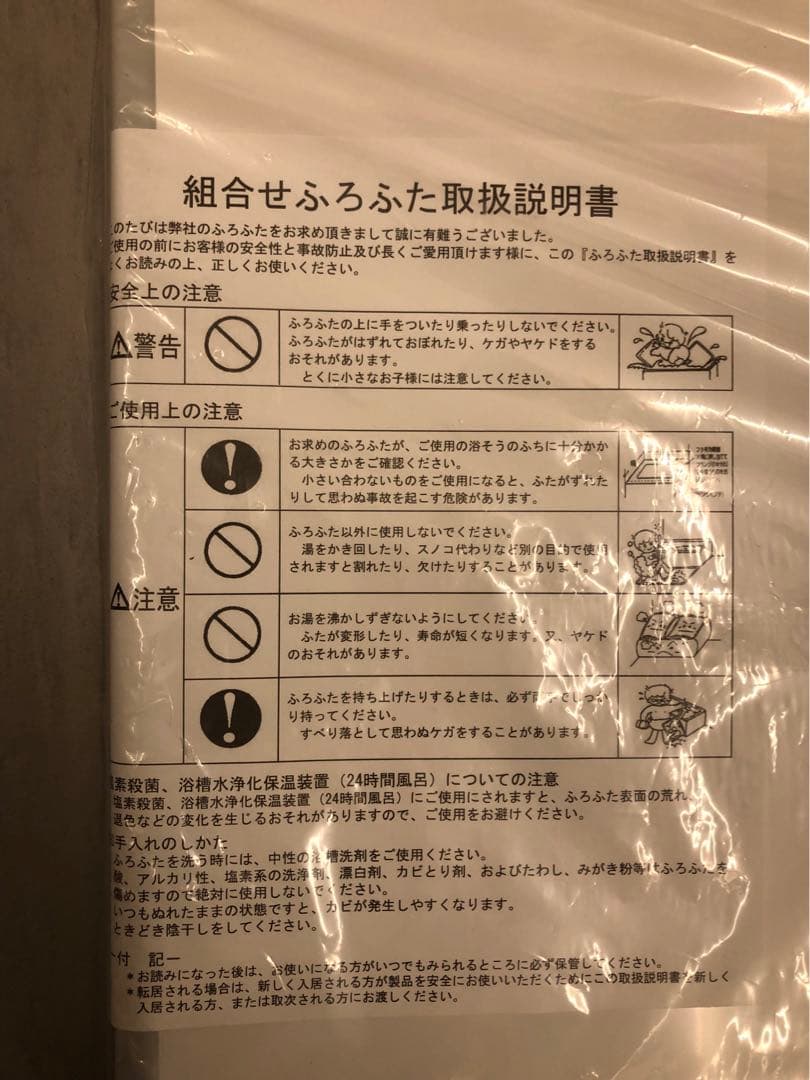 組合せふろふた取扱説明書
のたびは弊社のふろふたをお求め頂きまして誠に有難うございました。
使用の前にお客様の安全性と事故防止及び長くご愛用頂けます様に、この『ふろふた取扱説明書』を
くお読みの上、正しくお使いください。
安全上の注意
警告
ふろふたの上に手をついたり乗ったりしないでください。
ふろふたがはずれておぼれたり、ケガやヤケドをする
おそれがあります。
とくに小さなお子様には注意してください。
ご使用上の注意
注意
お求めのふろふたが、ご使用の浴そうのふちに十分かか
る大きさかをご確認ください。
小さい合わないものをご使用になると、ふたがずれた
りして思わぬ事故を起こす危険があります。
ふろふた以外に使用しないでください。
湯をかき回したり、スノコ代わりなど別の目的で使用
されますと割れたり、欠けたりすることがあります。
お湯を沸かしずぎないようにしてください。
ふたが変形したり、寿命が短くなります。又、ヤケド
のおそれがあります。
ふろふたを持ち上げたりするときは、必ず両手でしっか
り持ってください。
すべり落として思わぬケガをすることがあります。
素殺菌、浴槽水浄化保温装置（24時間風呂）についての注意
塩素殺菌、浴槽水浄化保温装置（24時間風呂）にご使用にされますと、ふろふた表面の荒れ、
退色などの変化を生じるおそれがありますので、ご使用をお避けください。
手入れのしかた
ふろふたを洗う時には、中性の浴槽洗剤をご使用ください。
酸、アルカリ性、塩素系の洗浄剤、漂白剤、カビとり剤、およびたわし、みがき粉等はふろふたを
傷めますので絶対に使用しないでください。
いつもぬれたままの状態ですと、カビが発生しやすくなります。
ときどき陰干しをしてください。
付　記ー
＊お読みになった後は、お使いになる方がいつでもみられるところに必ず保管してください。
＊転居される場合は、新しく入居される方が製品を安全にお使いいただくためにこの取扱説明書を新しく
入居される方、または取次される方にお渡しください。